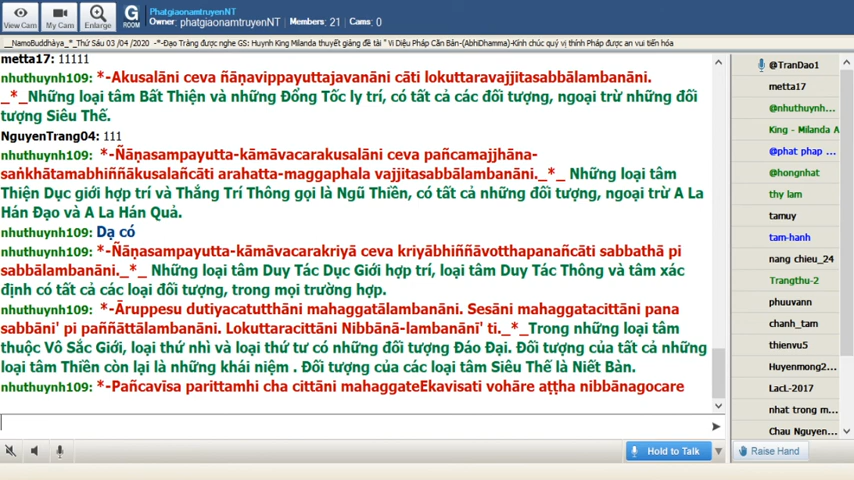 View Cam
My Cam
Enlarge
G
ROOM
PhatgiaonamtruyenNT
Owner: phatgiaonamtruyenNT | Members: 21 | Cams: 0
__NamoBuddhàya_*_Thứ Sáu 03 /04 /2020 -*-Đạo Tràng được nghe GS: Huynh King Milanda thuyết giảng đề tài " Vi Diệu Pháp Căn Bản-(AbhiDhamma)-Kính chúc quý vị thính Pháp được an vui tiến hóa
metta17: 11111
nhuthuynh109: *-Akusalāni ceva ñāṇavippayuttajavanāni cāti lokuttaravajjitasabbālambanāni.
_*_Những loại tâm Bất Thiện và những Đổng Tốc ly trí, có tất cả các đối tượng, ngoại trừ những đối
tượng Siêu Thế.
NguyenTrang04: 111
nhuthuynh109: *-Ñāṇasampayutta-kāmāvacarakusalāni ceva pañcamajjhāna-
saṅkhātamabhiññākusalañcāti arahatta-maggaphala vajjitasabbālambanāni._*_ Những loại tâm
Thiện Dục giới hợp trí và Thắng Trí Thông gọi là Ngũ Thiền, có tất cả những đối tượng, ngoại trừ A La
Hán Đạo và A La Hán Quả.
nhuthuynh109: Dạ có
nhuthuynh109: *-Ñāṇasampayutta-kāmāvacarakriyā ceva kriyābhiññāvotthapanañcāti sabbathā pi
sabbālambanāni._*_ Những loại tâm Duy Tác Dục Giới hợp trí, loại tâm Duy Tác Thông và tâm xác
định có tất cả các loại đối tượng, trong mọi trường hợp.
nhuthuynh109: *-Āruppesu dutiyacatutthāni mahaggatālambanāni. Sesāni mahaggatacittāni pana
sabbāni' pi paññāttālambanāni. Lokuttaracittāni Nibbānā-lambanāni' ti._*_Trong những loại tâm
thuộc Vô Sắc Giới, loại thứ nhì và loại thứ tư có những đối tượng Đáo Đại. Đối tượng của tất cả những
loại tâm Thiền còn lại là những khái niệm . Đối tượng của các loại tâm Siêu Thế là Niết Bàn.
nhuthuynh109: *-Pañcavīsa parittamhi cha cittāni mahaggateEkavisati vohāre aṭṭha nibbānagocare
Hold to Talk
@TranDao1
metta17
@nhuthuynh...
King - Milanda A
@phat phap ...
@hongnhat
thy lam
tamuy
tam-hanh
nang chieu_24
Trangthu-2
phuuvann
chanh_tam
thienvu5
Huyenmong2...
LacL-2017
nhat trong m...
Chau Nguyen...
Raise Hand